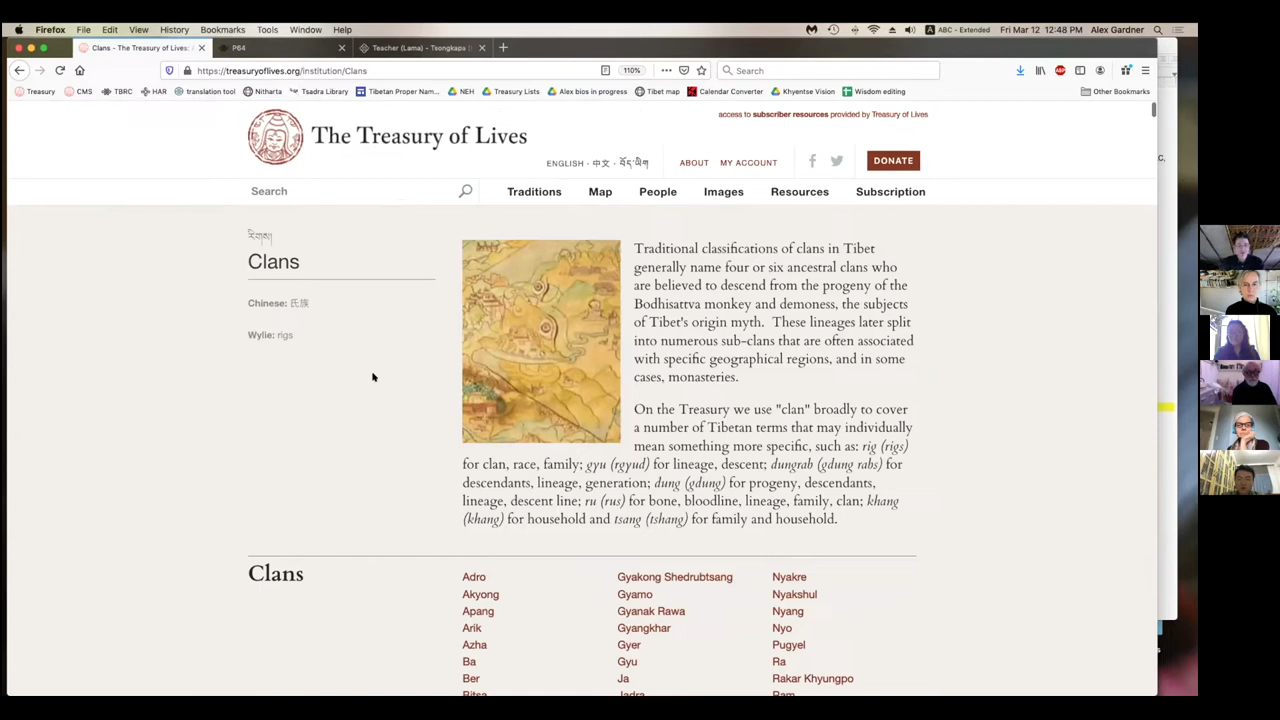 Firefox File Edit View History Bookmarks Tools Window Help ABC - Extended Fri Mar 12 12:48 PM Alex Gardner
Clans - The Treasury of Lives: P64 Teacher (Lama) - Tsongkapa
https://treasuryoflives.org/institution/Clans 110% Search
Treasury CMS TBRC HAR translation tool Nitharta Tsadra Library Tibetan Proper Nam... NEH Treasury Lists Alex bios in progress Tibet map Calendar Converter Khyentse Vision Wisdom editing Other Bookmarks
access to subscriber resources provided by Treasury of Lives
The Treasury of Lives
ENGLISH · 中文 · བོད་ཡིག ABOUT MY ACCOUNT DONATE
Search Traditions Map People Images Resources Subscription
རིགས།
Clans
Chinese: 氏族
Wylie: rigs
Traditional classifications of clans in Tibet
generally name four or six ancestral clans who
are believed to descend from the progeny of the
Bodhisattva monkey and demoness, the subjects
of Tibet's origin myth. These lineages later split
into numerous sub-clans that are often associated
with specific geographical regions, and in some
cases, monasteries.
On the Treasury we use "clan" broadly to cover
a number of Tibetan terms that may individually
mean something more specific, such as: rig (rigs)
for clan, race, family; gyu (rgyud) for lineage, descent; dungrab (gdung rabs) for
descendants, lineage, generation; dung (gdung) for progeny, descendants,
lineage, descent line; ru (rus) for bone, bloodline, lineage, family, clan; khang
(khang) for household and tsang (tshang) for family and household.
Clans
Adro Gyakong Shedrubtsang Nyakre
Akyong Gyamo Nyakshul
Apang Gyanak Rawa Nyang
Arik Gyangkhar Nyo
Azha Gyer Pugyel
Ba Gyu Ra
Ber Ja Rakar Khyungpo
Bitsa Jadra Ram